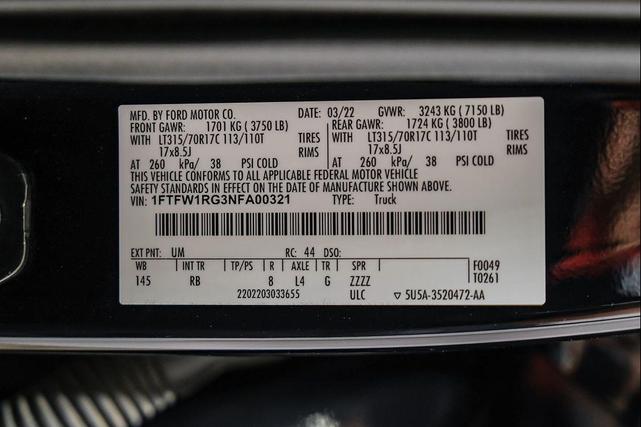 MFD. BY FORD MOTOR CO. DATE: 03/22 GVWR: 3243 KG ( 7150 LB)
FRONT GAWR: 1701 KG ( 3750 LB) REAR GAWR: 1724 KG ( 3800 LB)
WITH LT315/70R17C 113/110T TIRES WITH LT315/70R17C 113/110T TIRES
17x8.5J RIMS 17x8.5J RIMS
AT 260 kPa/ 38 PSI COLD AT 260 kPa/ 38 PSI COLD
THIS VEHICLE CONFORMS TO ALL APPLICABLE FEDERAL MOTOR VEHICLE
SAFETY STANDARDS IN EFFECT ON THE DATE OF MANUFACTURE SHOWN ABOVE.
VIN: 1FTFW1RG3NFA00321 TYPE: Truck
EXT PNT: UM RC: 44 DSO:
WB INT TR TP/PS R AXLE TR SPR F0049
145 RB 8 L4 G ZZZZ T0261
2202203033655 ULC ▽ 5U5A-3520472-AA